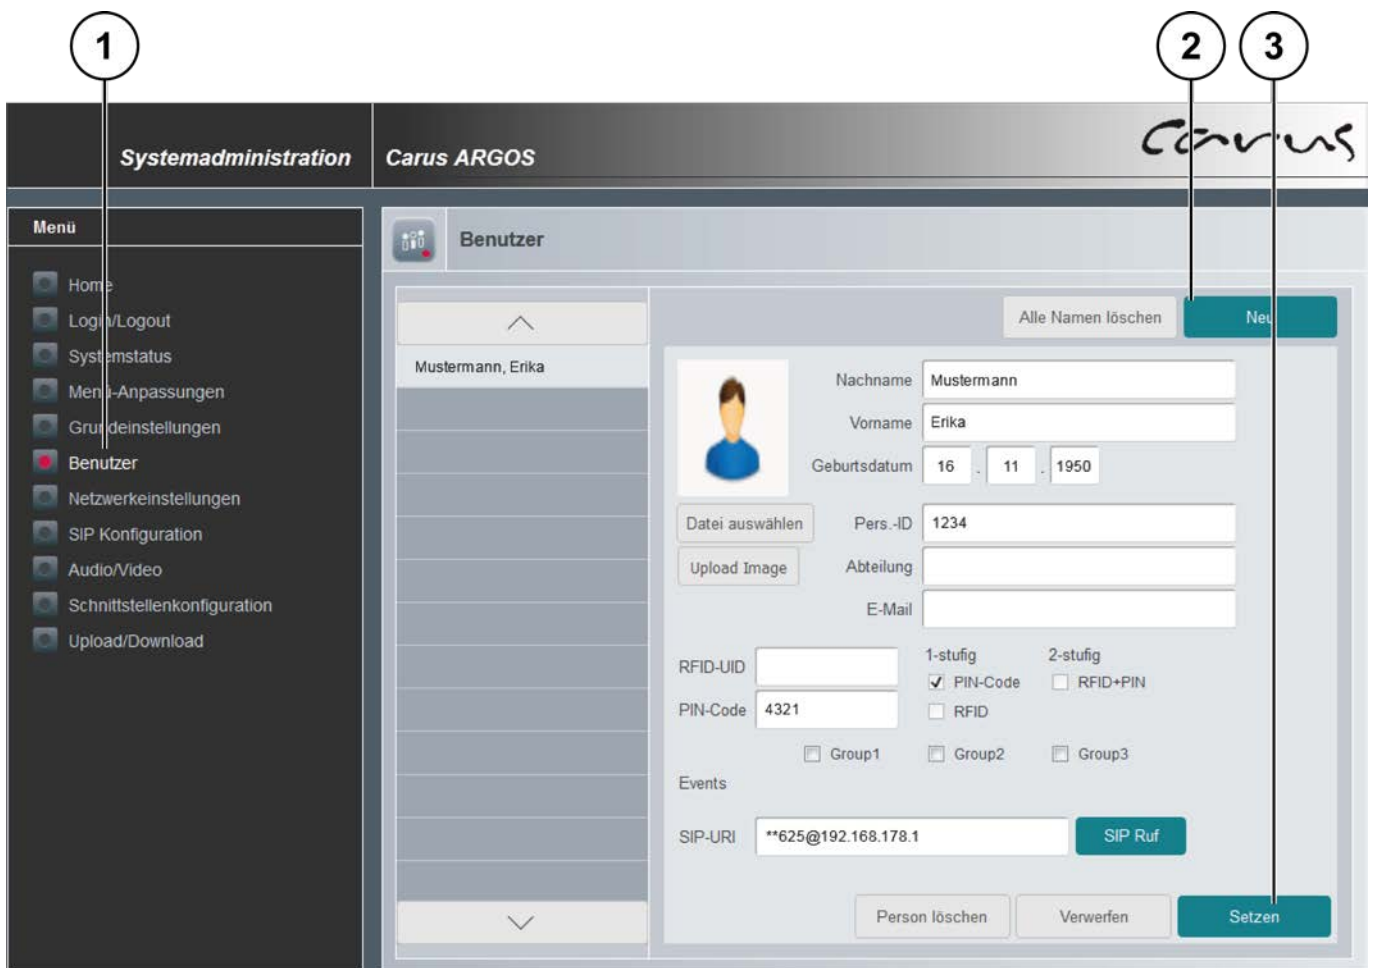 1
2
3
Systemadministration
Carus ARGOS
Carus
Menü
Home
Login/Logout
Systemstatus
Menü-Anpassungen
Grundeinstellungen
Benutzer
Netzwerkeinstellungen
SIP Konfiguration
Audio/Video
Schnittstellenkonfiguration
Upload/Download
Benutzer
Mustermann, Erika
Alle Namen löschen
Neu
Nachname Mustermann
Vorname Erika
Geburtsdatum 16 . 11 . 1950
Datei auswählen
Pers.-ID 1234
Upload Image
Abteilung
E-Mail
RFID-UID
1-stufig 2-stufig
PIN-Code RFID+PIN
PIN-Code 4321
RFID
Group1 Group2 Group3
Events
SIP-URI **625@192.168.178.1 SIP Ruf
Person löschen Verwerfen Setzen